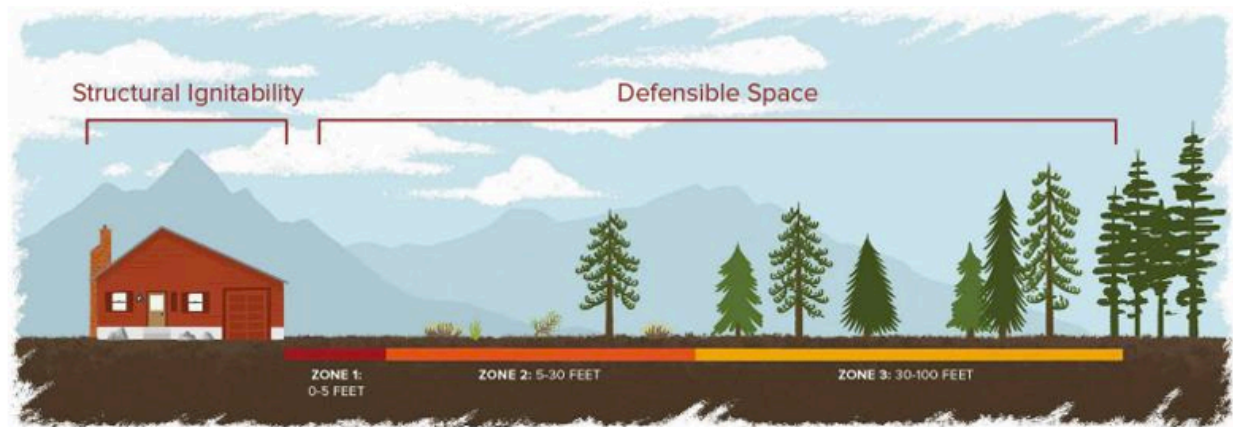 Structural Ignitability
Defensible Space
ZONE 1:
0-5 FEET
ZONE 2: 5-30 FEET
ZONE 3: 30-100 FEET